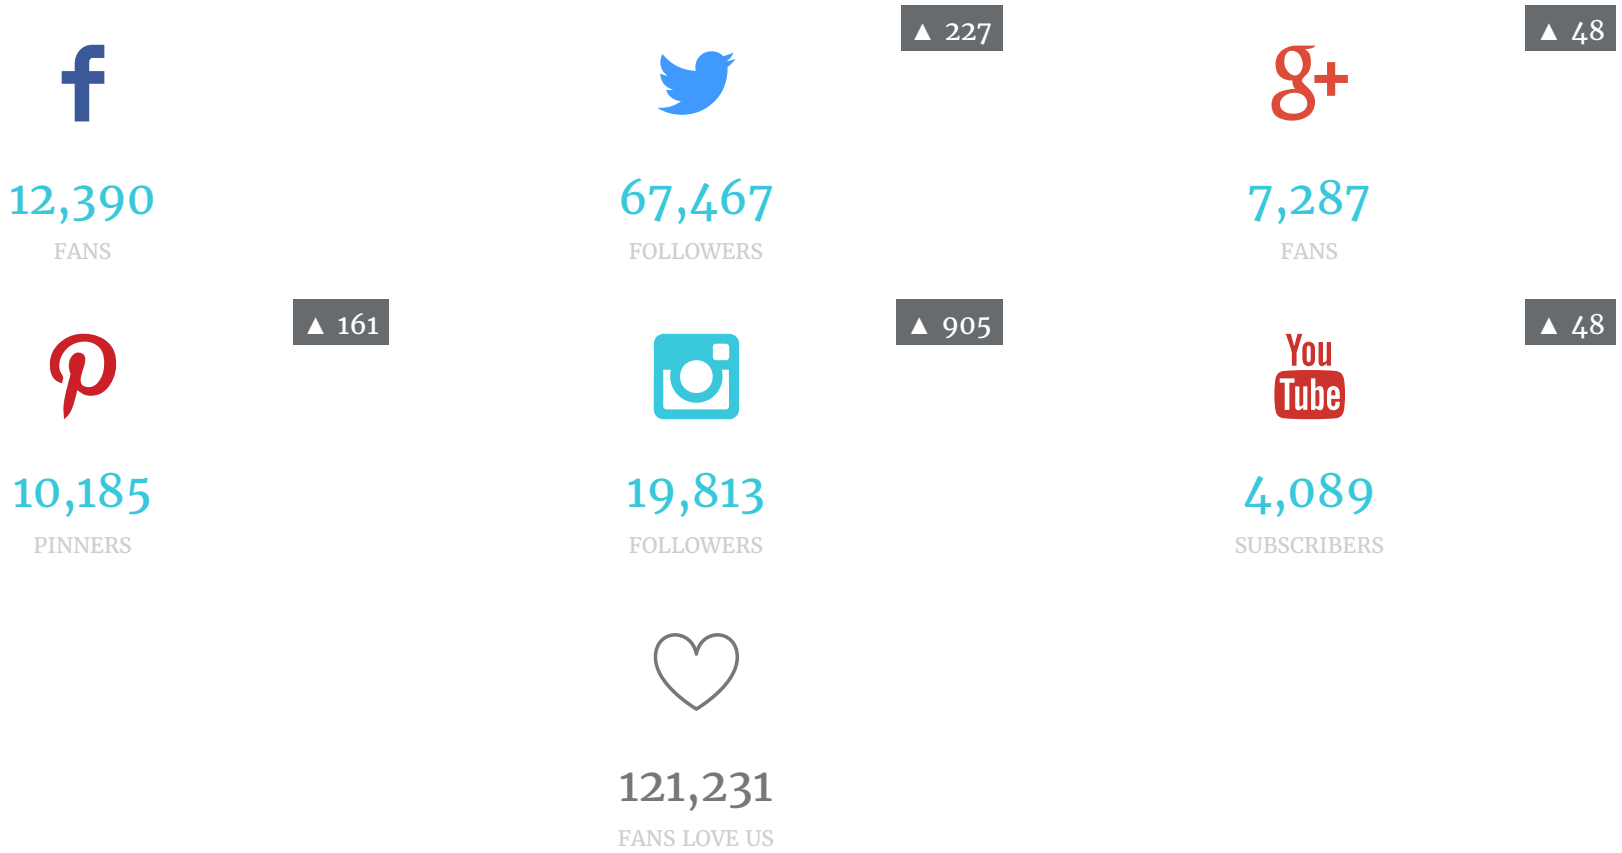 ▲ 227
▲ 48
f
g+
12,390
67,467
7,287
FANS
FOLLOWERS
FANS
▲ 161
▲ 905
▲ 48
You
Tube
10,185
19,813
4,089
PINNERS
FOLLOWERS
SUBSCRIBERS
121,231
FANS LOVE US